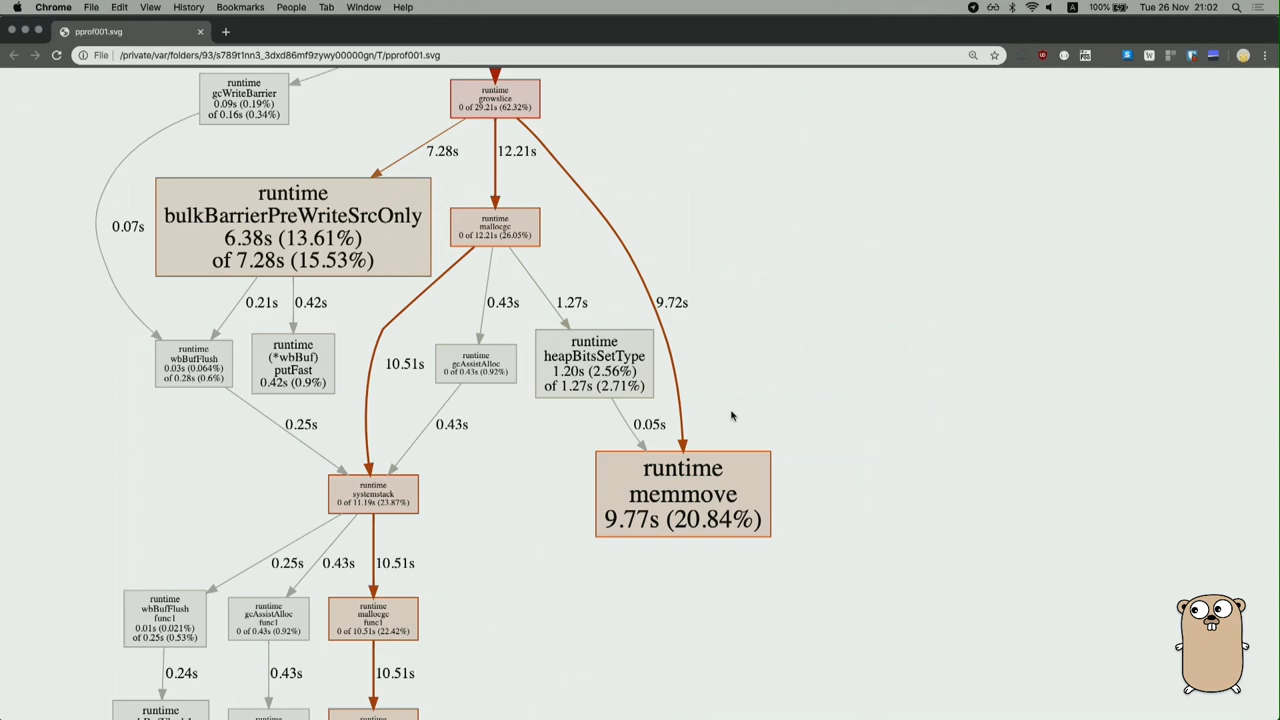 Chrome File Edit View History Bookmarks People Tab Window Help 100% Tue 26 Nov 21:02
pprof001.svg
File /private/var/folders/93/s789t1nn3_3dxd86mf9zywy00000gn/T/pprof001.svg
runtime
gcWriteBarrier
0.09s (0.19%)
of 0.16s (0.34%)
runtime
growslice
0 of 29.21s (62.32%)
7.28s
12.21s
runtime
bulkBarrierPreWriteSrcOnly
6.38s (13.61%)
of 7.28s (15.53%)
runtime
mallocgc
0 of 12.21s (26.05%)
0.07s
0.21s
0.42s
0.43s
1.27s
9.72s
runtime
wbBufFlush
0.03s (0.064%)
of 0.28s (0.6%)
runtime
(*wbBuf)
putFast
0.42s (0.9%)
10.51s
runtime
gcAssistAlloc
0 of 0.43s (0.92%)
runtime
heapBitsSetType
1.20s (2.56%)
of 1.27s (2.71%)
0.25s
0.43s
0.05s
runtime
systemstack
0 of 11.19s (23.87%)
runtime
memmove
9.77s (20.84%)
0.25s
0.43s
10.51s
runtime
wbBufFlush
func1
0.01s (0.021%)
of 0.25s (0.53%)
runtime
gcAssistAlloc
func1
0 of 0.43s (0.92%)
runtime
mallocgc
func1
0 of 10.51s (22.42%)
0.24s
0.43s
10.51s
runtime